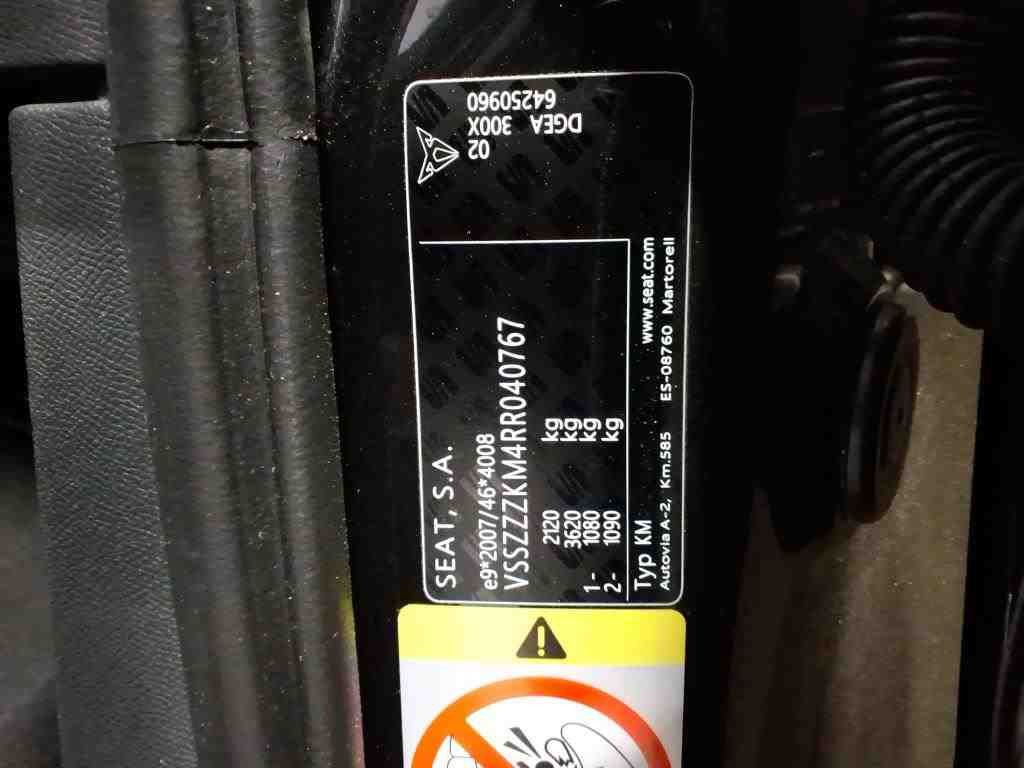 SEAT, S.A.
e9*2007/46*4008
VSSZZZKM4RR040767
2120 kg
3620 kg
1- 1080 kg
2- 1090 kg
Typ KM www.seat.com
Autovia A-2, Km.585 ES-08760 Martorell
02
300X
DGEA
64250960